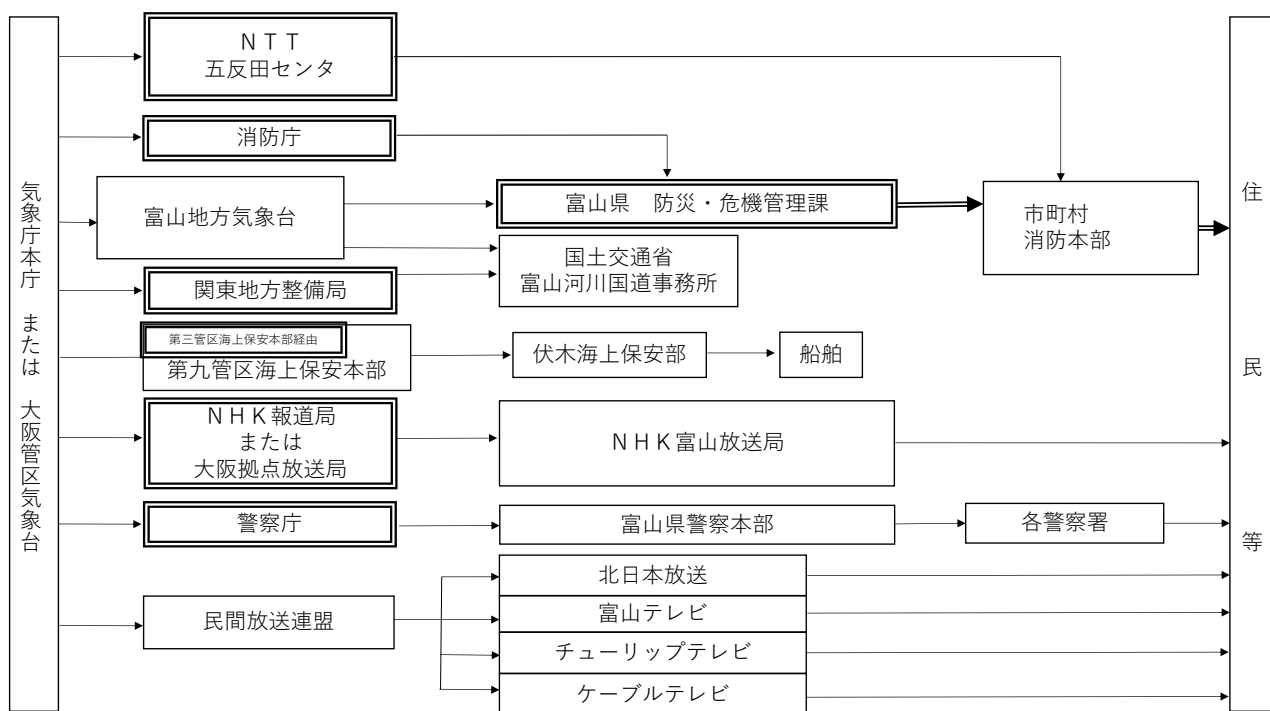 気象庁本庁　または　大阪管区気象台
ＮＴＴ
五反田センタ
消防庁
富山地方気象台
富山県　防災・危機管理課
市町村
消防本部
国土交通省
富山河川国道事務所
関東地方整備局
第三管区海上保安本部経由
第九管区海上保安本部
伏木海上保安部
船舶
ＮＨＫ報道局
または
大阪拠点放送局
NHK富山放送局
警察庁
富山県警察本部
各警察署
民間放送連盟
北日本放送
富山テレビ
チューリップテレビ
ケーブルテレビ
住民等